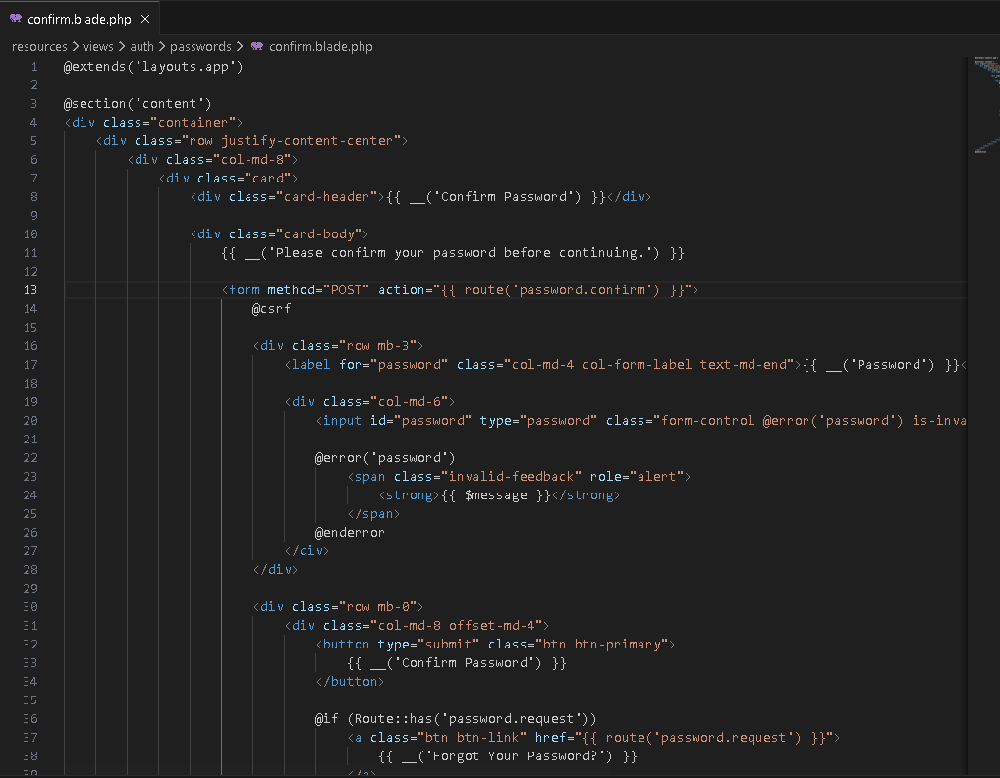 confirm.blade.php ×
resources > views > auth > passwords > confirm.blade.php
1 @extends('layouts.app')
2
3 @section('content')
4 <div class="container">
5 <div class="row justify-content-center">
6 <div class="col-md-8">
7 <div class="card">
8 <div class="card-header">{{ __('Confirm Password') }}</div>
9
10 <div class="card-body">
11 {{ __('Please confirm your password before continuing.') }}
12
13 <form method="POST" action="{{ route('password.confirm') }}">
14 @csrf
15
16 <div class="row mb-3">
17 <label for="password" class="col-md-4 col-form-label text-md-end">{{ __('Password') }}<
18
19 <div class="col-md-6">
20 <input id="password" type="password" class="form-control @error('password') is-inva
21
22 @error('password')
23 <span class="invalid-feedback" role="alert">
24 <strong>{{ $message }}</strong>
25 </span>
26 @enderror
27 </div>
28 </div>
29
30 <div class="row mb-0">
31 <div class="col-md-8 offset-md-4">
32 <button type="submit" class="btn btn-primary">
33 {{ __('Confirm Password') }}
34 </button>
35
36 @if (Route::has('password.request'))
37 <a class="btn btn-link" href="{{ route('password.request') }}">
38 {{ __('Forgot Your Password?') }}
39 </a>